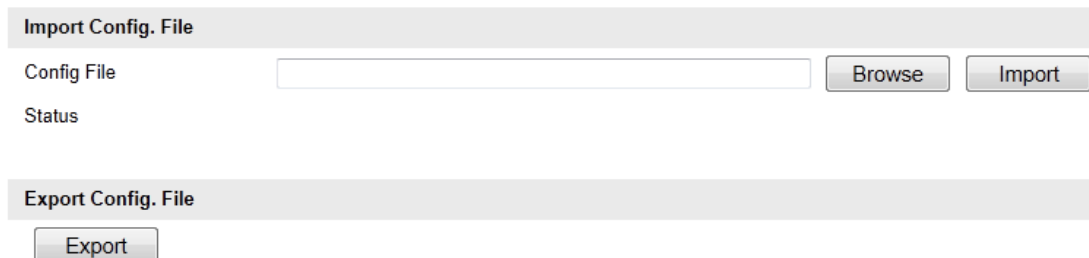 Import Config. File
Config File Browse Import
Status
Export Config. File
Export